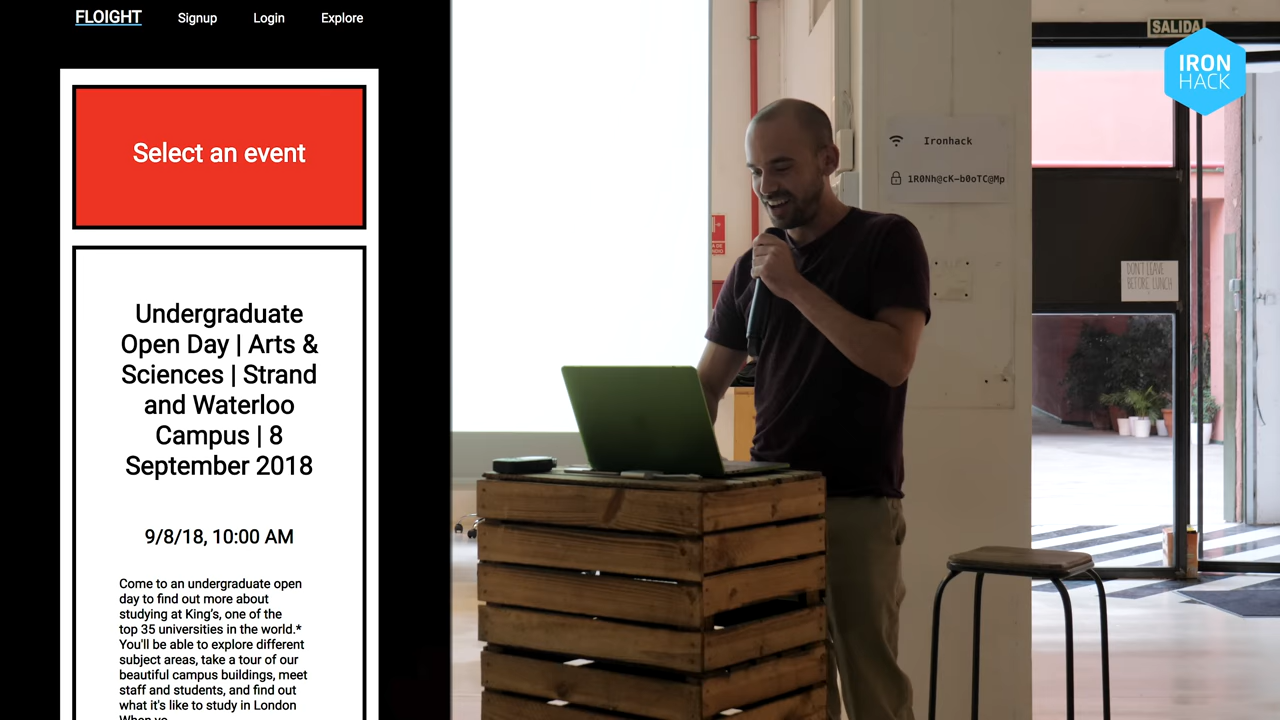 FLOIGHT Signup Login Explore
Select an event
Undergraduate
Open Day | Arts &
Sciences | Strand
and Waterloo
Campus | 8
September 2018
9/8/18, 10:00 AM
Come to an undergraduate open
day to find out more about
studying at King's, one of the
top 35 universities in the world.*
You'll be able to explore different
subject areas, take a tour of our
beautiful campus buildings, meet
staff and students, and find out
what it's like to study in London
When yo
SALIDA
IRON
HACK
Ironhack
1R0Nh@cK-b0oTC@Mp
DON'T LEAVE
BEFORE LUNCH